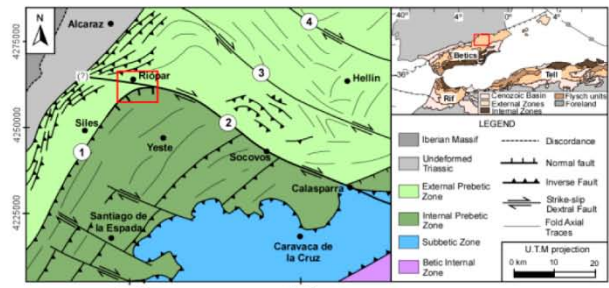 Alcaraz
N
4
4275000
(?)
Riópar
3
Hellín
Siles
2
4250000
1
Yeste
Socovos
Calasparra
4225000
Santiago de
la Espada
Caravaca de
la Cruz
-40°
4°
0°
4°
Betics
36°
Tell
Rif
Cenozoic Basin
Flysch units
External Zones
Foreland
Internal Zones
LEGEND
Iberian Massif
Undeformed
Triassic
External Prebetic
Zone
Internal Prebetic
Zone
Subbetic Zone
Betic Internal
Zone
Discordance
Normal fault
Inverse Fault
Strike-slip
Dextral Fault
Fold Axial
Traces
U.T.M projection
0 km 10 20